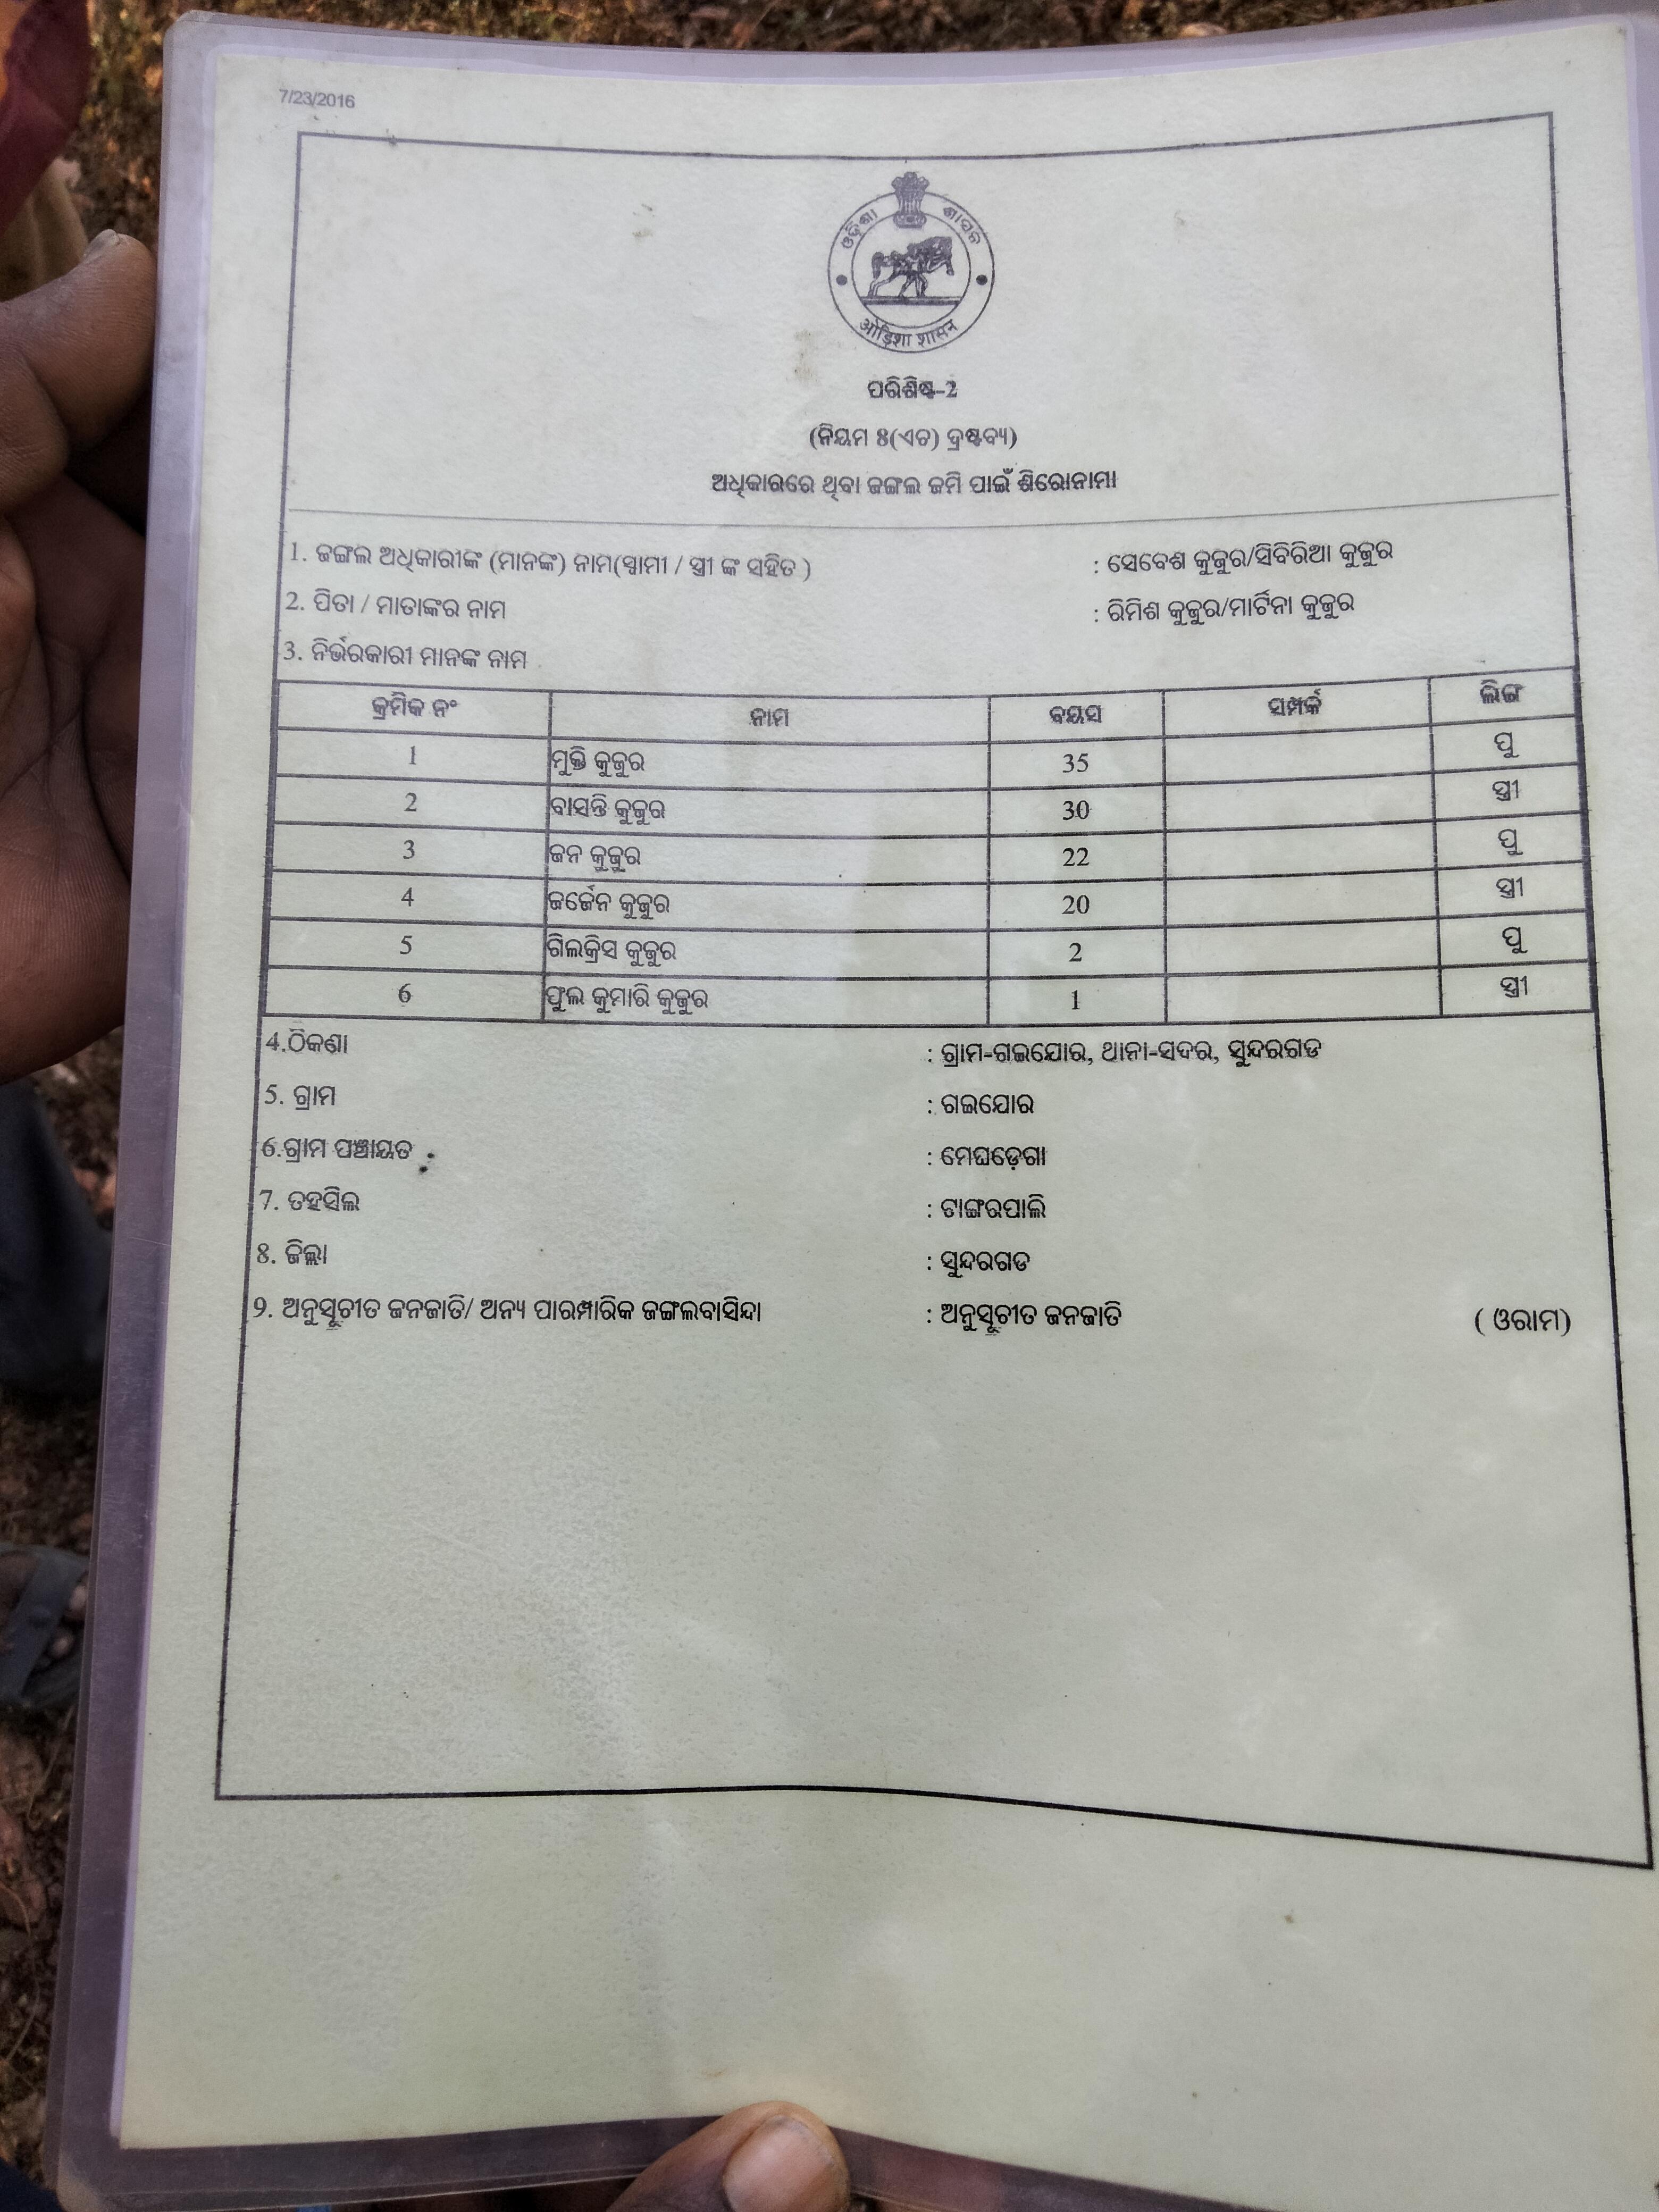 7/23/2016
ଓଡ଼ିଶା ଶାସନ
ओड़िशा शासन
ପରିଶିଷ୍ଟ-2
(ନିୟମ ୫(ଏଚ) ଦ୍ରଷ୍ଟବ୍ୟ)
ଅଧିକାରରେ ଥିବା ଜଙ୍ଗଲ ଜମି ପାଇଁ ଶିରୋନାମା
1. ଜଙ୍ଗଲ ଅଧିକାରୀଙ୍କ (ମାନଙ୍କ) ନାମ(ସ୍ୱାମୀ / ସ୍ତ୍ରୀ ଙ୍କ ସହିତ ) : ସେବେଶ କୁଜୁର/ସିବିରିଆ କୁଜୁର
2. ପିତା / ମାତାଙ୍କର ନାମ : ରିମିଶ କୁଜୁର/ମାର୍ଟିନା କୁଜୁର
3. ନିର୍ଭରକାରୀ ମାନଙ୍କ ନାମ
କ୍ରମିକ ନଂ ନାମ ବୟସ ସମ୍ପର୍କ ଲିଙ୍ଗ
1 ମୁକ୍ତି କୁଜୁର 35 ପୁ
2 ବାସନ୍ତି କୁଜୁର 30 ସ୍ତ୍ରୀ
3 ଜନ କୁଜୁର 22 ପୁ
4 ଜର୍ଜେନ କୁଜୁର 20 ସ୍ତ୍ରୀ
5 ଗିଲକ୍ରିସ କୁଜୁର 2 ପୁ
6 ଫୁଲ କୁମାରି କୁଜୁର 1 ସ୍ତ୍ରୀ
4.ଠିକଣା : ଗ୍ରାମ-ଗଇଯୋର, ଥାନା-ସଦର, ସୁନ୍ଦରଗଡ
5. ଗ୍ରାମ : ଗଇଯୋର
6.ଗ୍ରାମ ପଞ୍ଚାୟତ : ମେଘଡ଼େଗା
7. ତହସିଲ : ଟାଙ୍ଗରପାଲି
8. ଜିଲ୍ଲା : ସୁନ୍ଦରଗଡ
9. ଅନୁସୂଚୀତ ଜନଜାତି/ ଅନ୍ୟ ପାରମ୍ପାରିକ ଜଙ୍ଗଲବାସିନ୍ଦା : ଅନୁସୂଚୀତ ଜନଜାତି ( ଓରାମ)